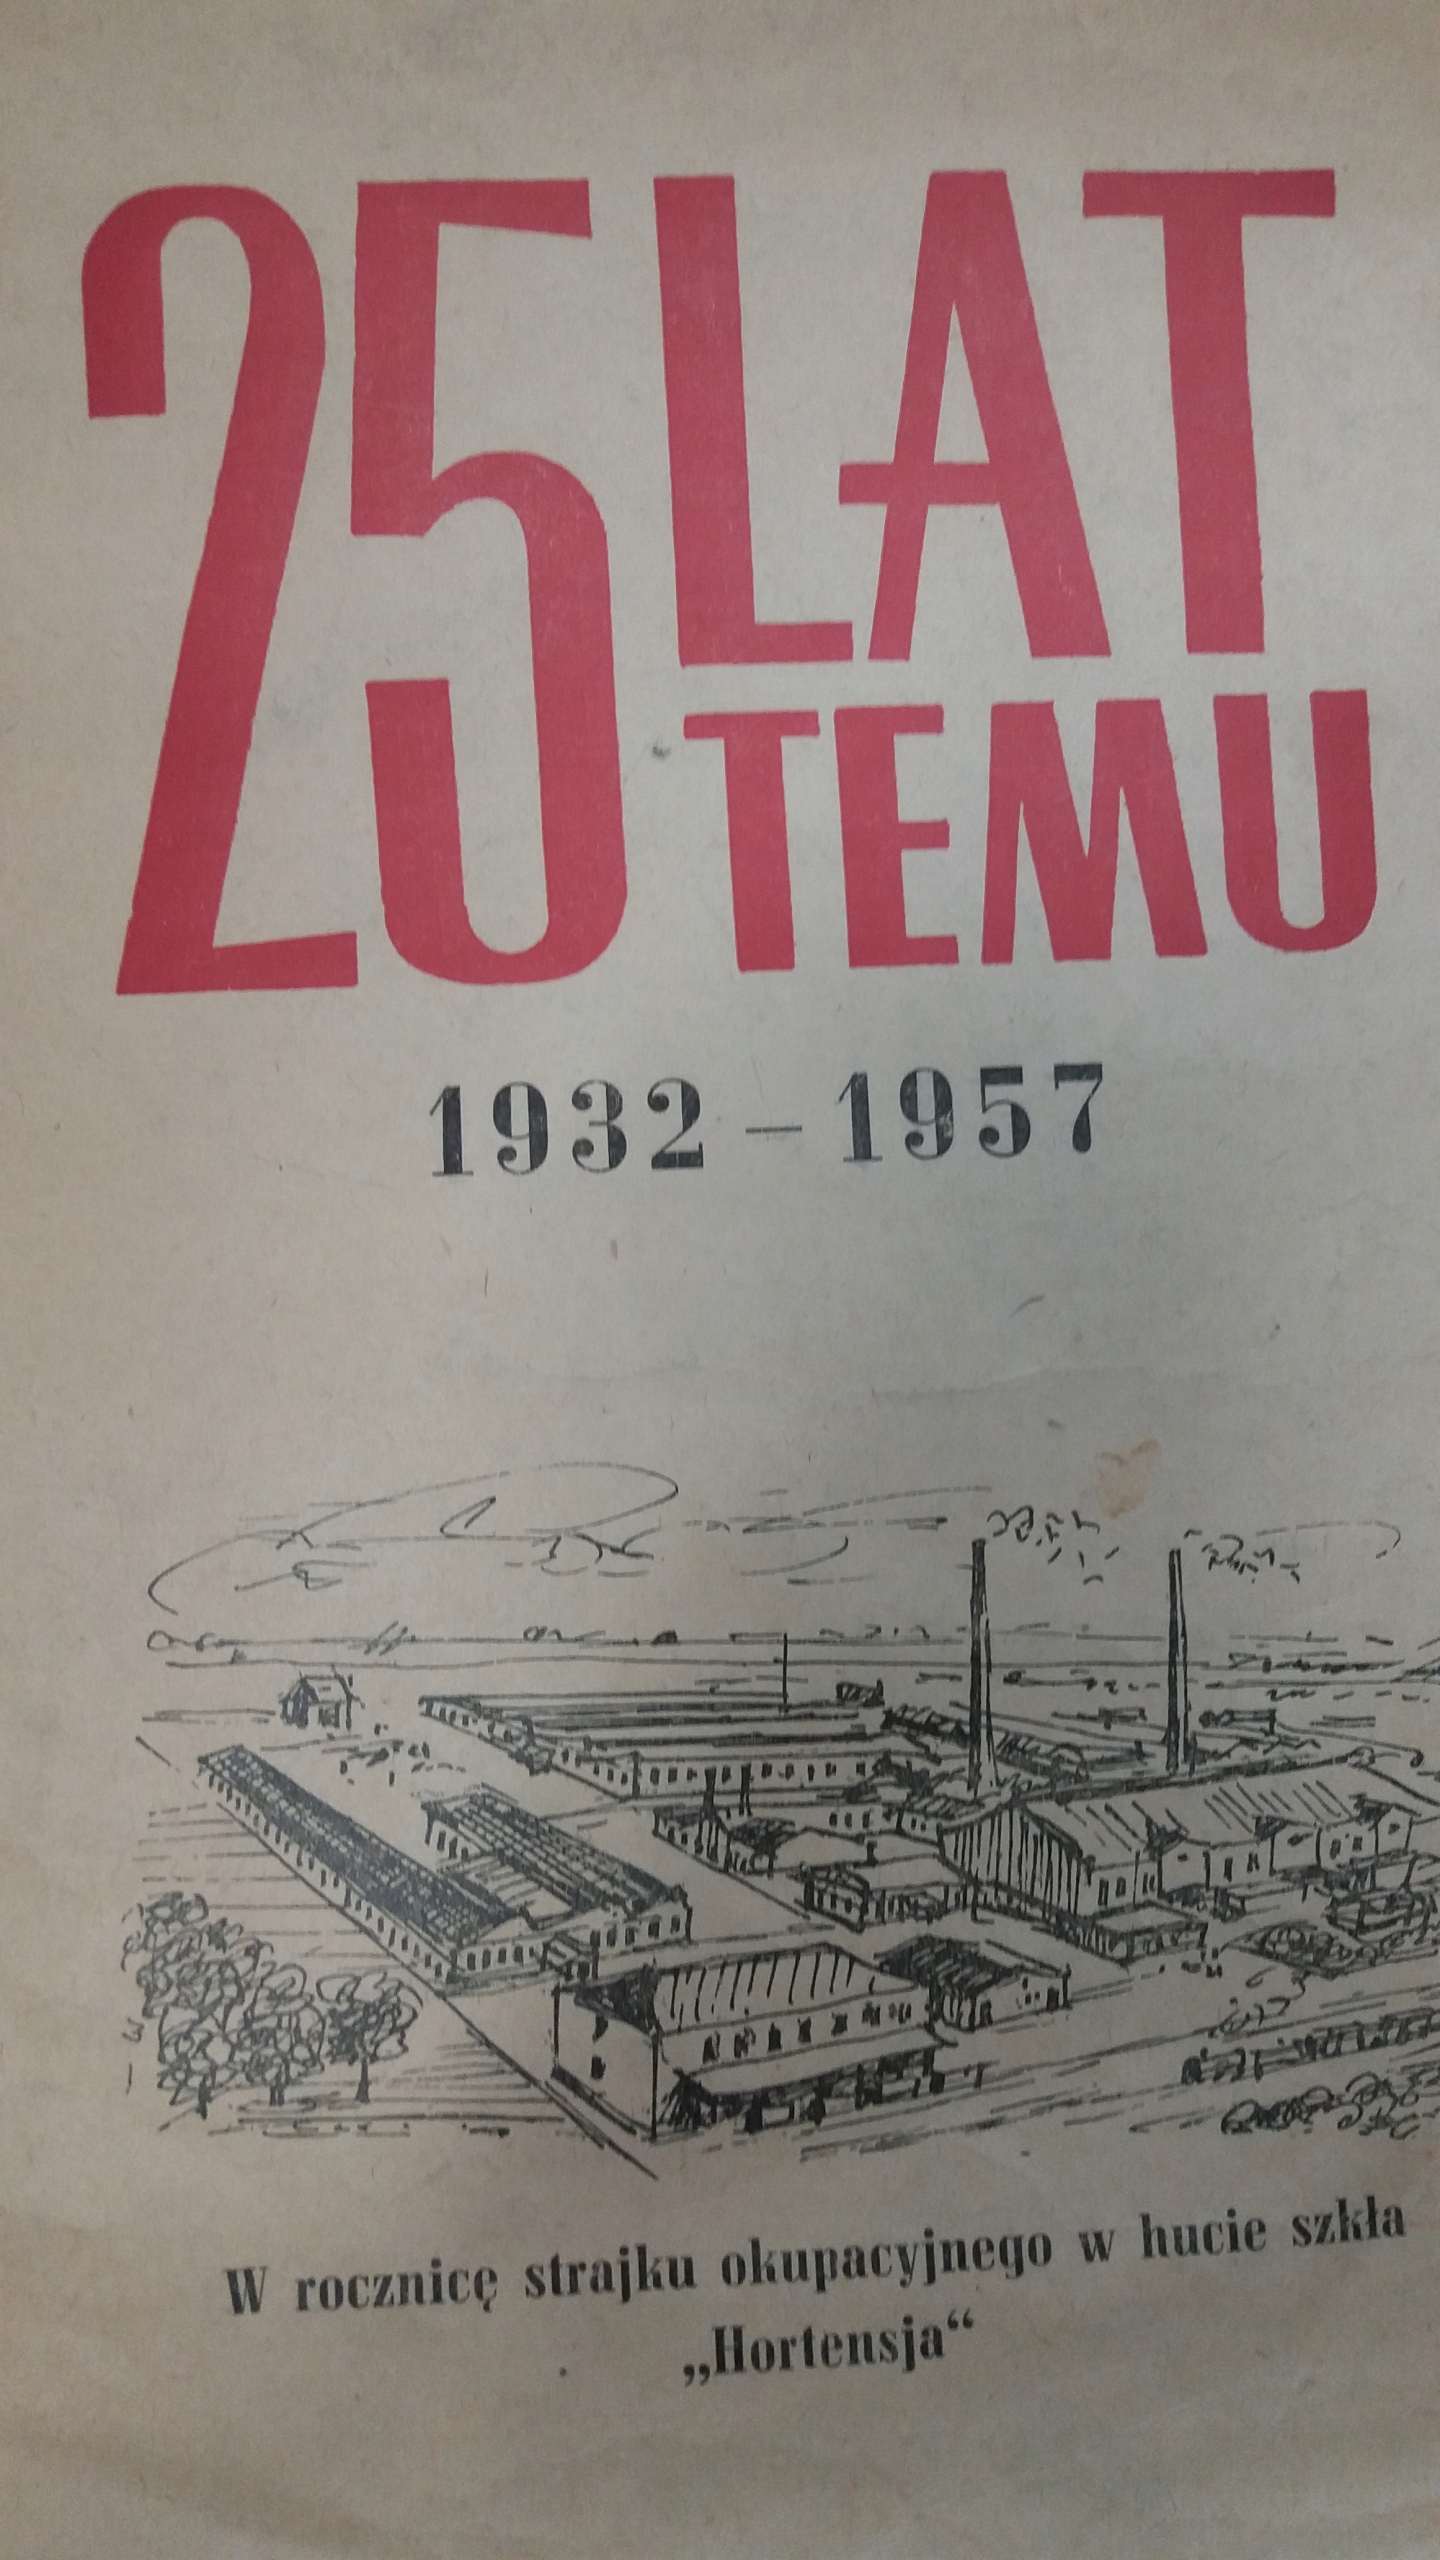 25 LAT
TEMU
1932 – 1957
W rocznicę strajku okupacyjnego w hucie szkła
„Hortensja“